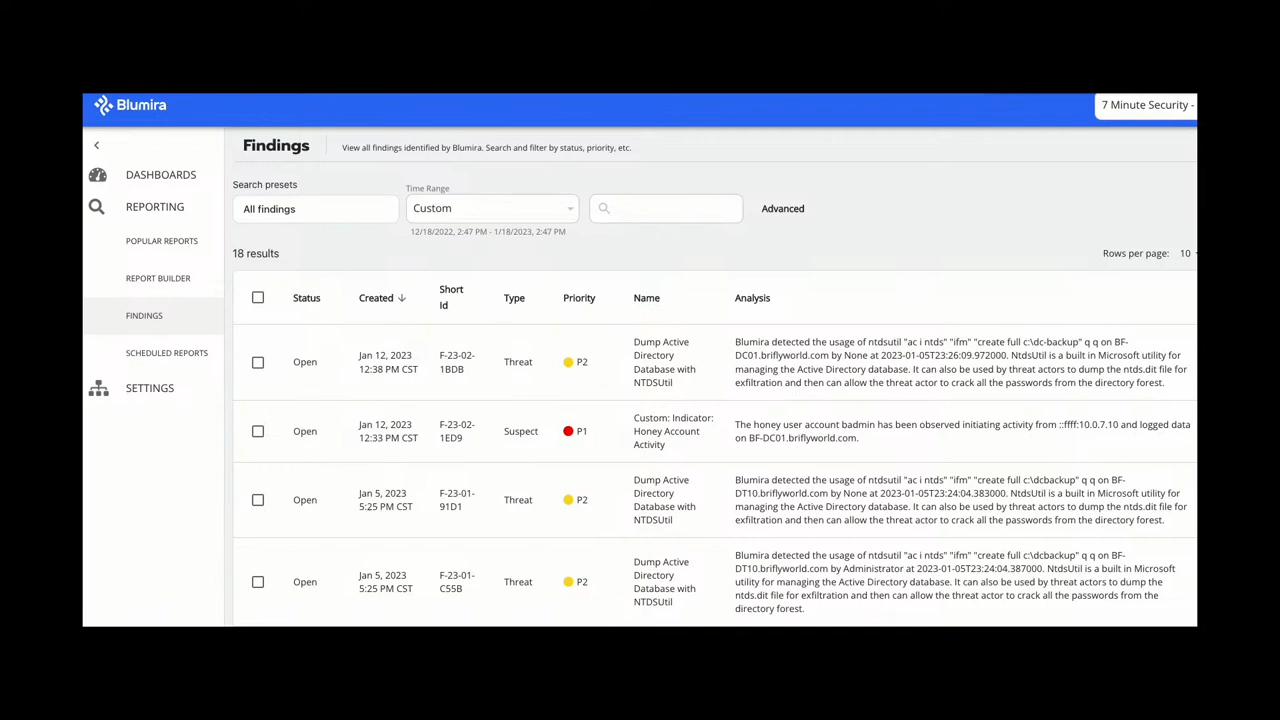 Blumira
7 Minute Security -
DASHBOARDS
REPORTING
POPULAR REPORTS
REPORT BUILDER
FINDINGS
SCHEDULED REPORTS
SETTINGS
Findings
View all findings identified by Blumira. Search and filter by status, priority, etc.
Search presets
All findings
Time Range
Custom
12/18/2022, 2:47 PM - 1/18/2023, 2:47 PM
Advanced
18 results
Rows per page: 10
Status
Created
Short
Id
Type
Priority
Name
Analysis
Open
Jan 12, 2023
12:38 PM CST
F-23-02-
1BDB
Threat
P2
Dump Active
Directory
Database with
NTDSUtil
Blumira detected the usage of ntdsutil "ac i ntds" "ifm" "create full c:\dc-backup" q q on BF-
DC01.briflyworld.com by None at 2023-01-05T23:26:09.972000. NtdsUtil is a built in Microsoft utility for
managing the Active Directory database. It can also be used by threat actors to dump the ntds.dit file for
exfiltration and then can allow the threat actor to crack all the passwords from the directory forest.
Open
Jan 12, 2023
12:33 PM CST
F-23-02-
1ED9
Suspect
P1
Custom: Indicator:
Honey Account
Activity
The honey user account badmin has been observed initiating activity from ::ffff:10.0.7.10 and logged data
on BF-DC01.briflyworld.com.
Open
Jan 5, 2023
5:25 PM CST
F-23-01-
91D1
Threat
P2
Dump Active
Directory
Database with
NTDSUtil
Blumira detected the usage of ntdsutil "ac i ntds" "ifm" "create full c:\dcbackup" q q on BF-
DT10.briflyworld.com by None at 2023-01-05T23:24:04.383000. NtdsUtil is a built in Microsoft utility for
managing the Active Directory database. It can also be used by threat actors to dump the ntds.dit file for
exfiltration and then can allow the threat actor to crack all the passwords from the directory forest.
Open
Jan 5, 2023
5:25 PM CST
F-23-01-
C55B
Threat
P2
Dump Active
Directory
Database with
NTDSUtil
Blumira detected the usage of ntdsutil "ac i ntds" "ifm" "create full c:\dcbackup" q q on BF-
DT10.briflyworld.com by Administrator at 2023-01-05T23:24:04.387000. NtdsUtil is a built in Microsoft
utility for managing the Active Directory database. It can also be used by threat actors to dump the
ntds.dit file for exfiltration and then can allow the threat actor to crack all the passwords from the
directory forest.